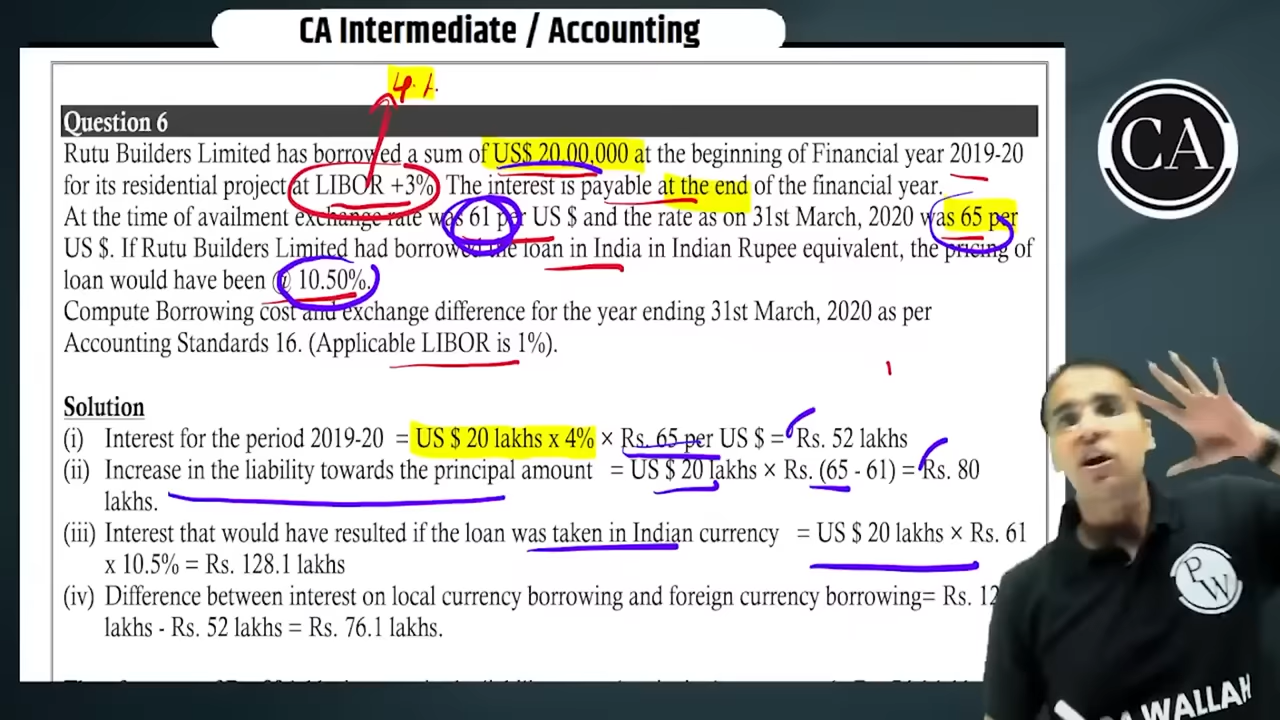 CA Intermediate / Accounting
4%.
Question 6
Rutu Builders Limited has borrowed a sum of US$ 20,00,000 at the beginning of Financial year 2019-20
for its residential project at LIBOR +3%. The interest is payable at the end of the financial year.
At the time of availment exchange rate was 61 per US $ and the rate as on 31st March, 2020 was 65 per
US $. If Rutu Builders Limited had borrowed the loan in India in Indian Rupee equivalent, the pricing of
loan would have been @ 10.50%.
Compute Borrowing cost and exchange difference for the year ending 31st March, 2020 as per
Accounting Standards 16. (Applicable LIBOR is 1%).
CA
Solution
(i) Interest for the period 2019-20 = US $ 20 lakhs x 4% × Rs. 65 per US $ = Rs. 52 lakhs
(ii) Increase in the liability towards the principal amount = US $ 20 lakhs × Rs. (65 - 61) = Rs. 80
lakhs.
(iii) Interest that would have resulted if the loan was taken in Indian currency = US $ 20 lakhs × Rs. 61
x 10.5% = Rs. 128.1 lakhs
(iv) Difference between interest on local currency borrowing and foreign currency borrowing= Rs. 12
lakhs - Rs. 52 lakhs = Rs. 76.1 lakhs.
PW
WALLAH